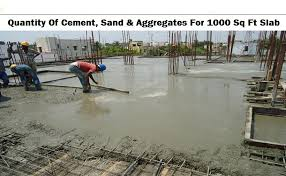 Quantity Of Cement, Sand & Aggregates For 1000 Sq Ft Slab